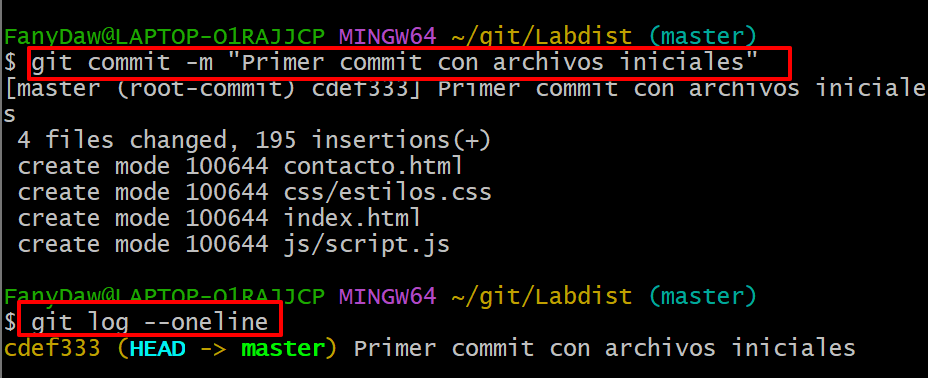 FanyDaw@LAPTOP-O1RAJJCP MINGW64 ~/git/Labdist (master)
$ git commit -m "Primer commit con archivos iniciales"
[master (root-commit) cdef333] Primer commit con archivos iniciale
s
 4 files changed, 195 insertions(+)
 create mode 100644 contacto.html
 create mode 100644 css/estilos.css
 create mode 100644 index.html
 create mode 100644 js/script.js
FanyDaw@LAPTOP-O1RAJJCP MINGW64 ~/git/Labdist (master)
$ git log --oneline
cdef333 (HEAD -> master) Primer commit con archivos iniciales